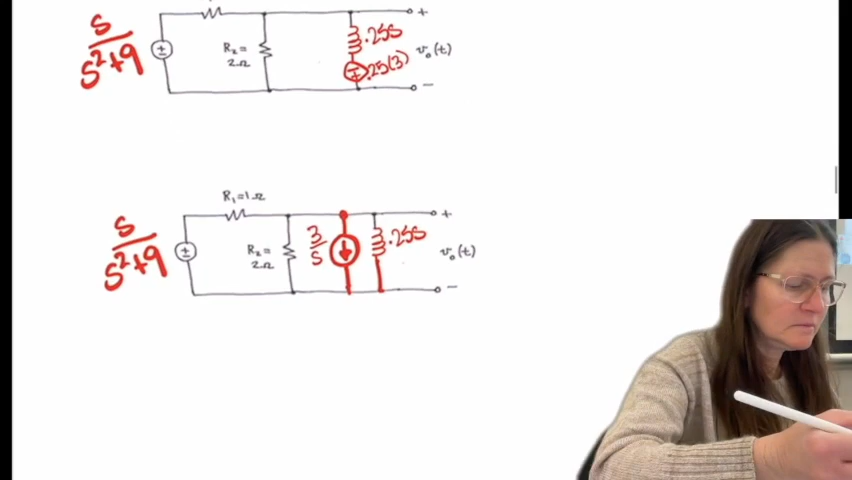 .25s
s
s²+9
R₂=
2Ω
.25(3)
v₀(t)
+
−
R₁=1Ω
s
s²+9
R₂=
2Ω
3
s
.25s
v₀(t)
+
−